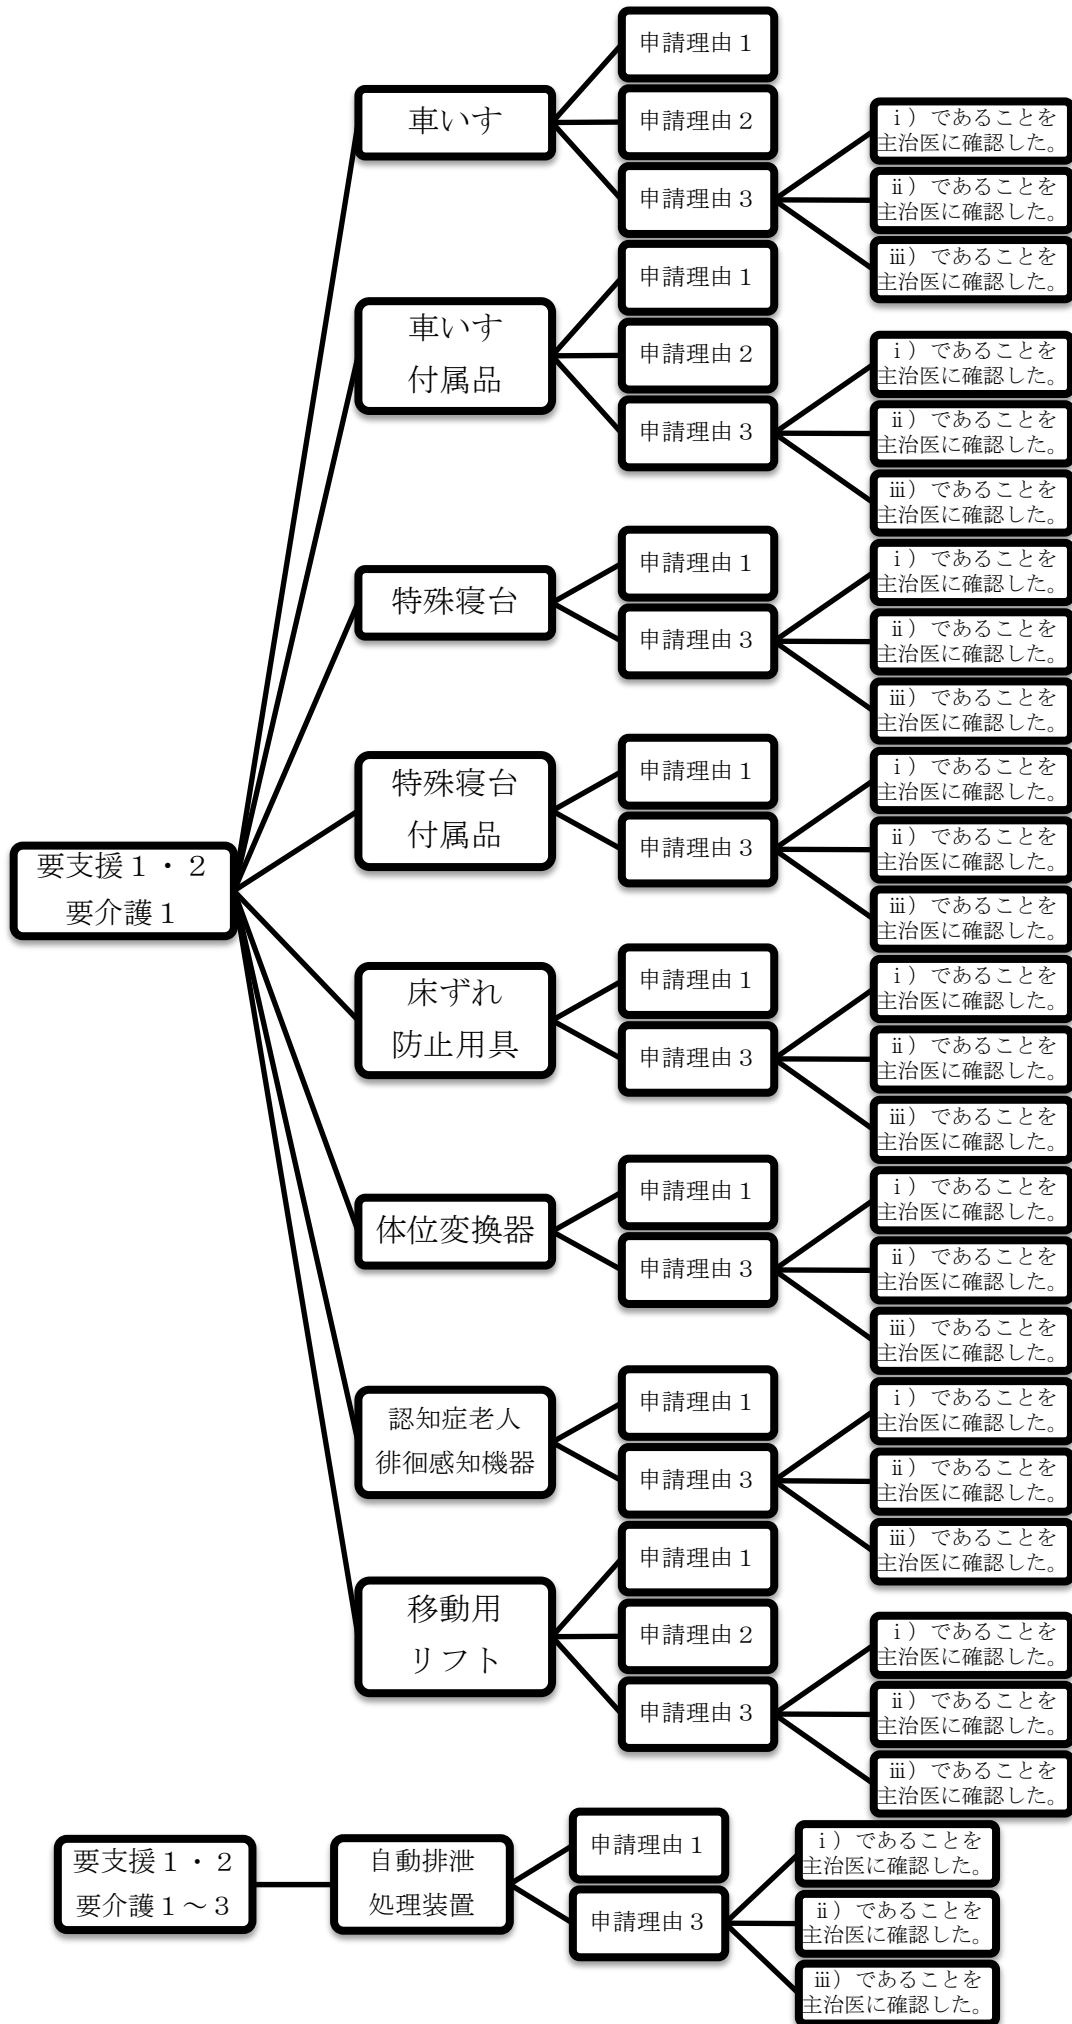 要支援１・２
要介護１
車いす
申請理由１
申請理由２
申請理由３
ⅰ）であることを
主治医に確認した。
ⅱ）であることを
主治医に確認した。
ⅲ）であることを
主治医に確認した。
車いす
付属品
申請理由１
申請理由２
申請理由３
ⅰ）であることを
主治医に確認した。
ⅱ）であることを
主治医に確認した。
ⅲ）であることを
主治医に確認した。
特殊寝台
申請理由１
申請理由３
ⅰ）であることを
主治医に確認した。
ⅱ）であることを
主治医に確認した。
ⅲ）であることを
主治医に確認した。
特殊寝台
付属品
申請理由１
申請理由３
ⅰ）であることを
主治医に確認した。
ⅱ）であることを
主治医に確認した。
ⅲ）であることを
主治医に確認した。
床ずれ
防止用具
申請理由１
申請理由３
ⅰ）であることを
主治医に確認した。
ⅱ）であることを
主治医に確認した。
ⅲ）であることを
主治医に確認した。
体位変換器
申請理由１
申請理由３
ⅰ）であることを
主治医に確認した。
ⅱ）であることを
主治医に確認した。
ⅲ）であることを
主治医に確認した。
認知症老人
徘徊感知機器
申請理由１
申請理由３
ⅰ）であることを
主治医に確認した。
ⅱ）であることを
主治医に確認した。
ⅲ）であることを
主治医に確認した。
移動用
リフト
申請理由１
申請理由２
申請理由３
ⅰ）であることを
主治医に確認した。
ⅱ）であることを
主治医に確認した。
ⅲ）であることを
主治医に確認した。
要支援１・２
要介護１～３
自動排泄
処理装置
申請理由１
申請理由３
ⅰ）であることを
主治医に確認した。
ⅱ）であることを
主治医に確認した。
ⅲ）であることを
主治医に確認した。